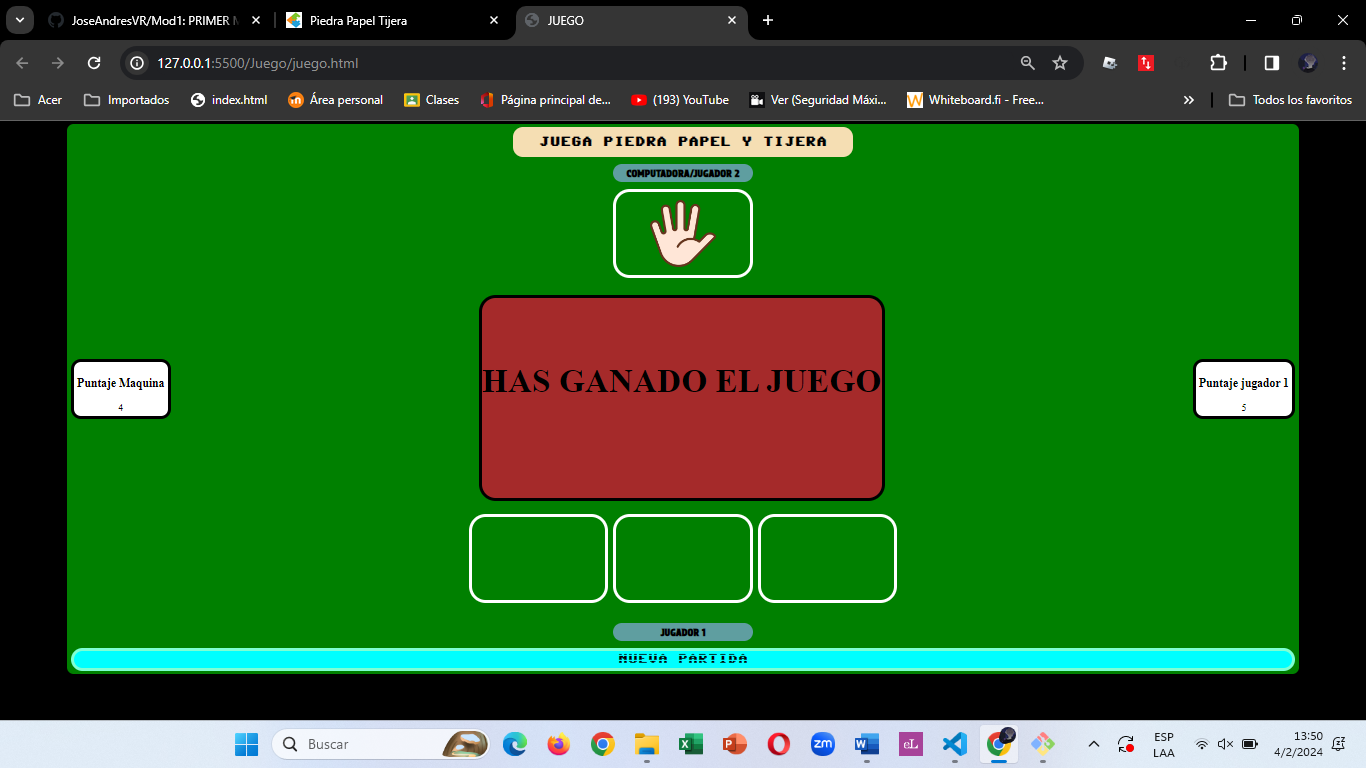 JoseAndresVR/Mod1: PRIMER M
Piedra Papel Tijera
JUEGO
127.0.0.1:5500/Juego/juego.html
Acer
Importados
index.html
Área personal
Clases
Página principal de...
(193) YouTube
Ver (Seguridad Máxi...
Whiteboard.fi - Free...
Todos los favoritos
JUEGA PIEDRA PAPEL Y TIJERA
COMPUTADORA/JUGADOR 2
HAS GANADO EL JUEGO
Puntaje Maquina
4
Puntaje jugador 1
5
JUGADOR 1
NUEVA PARTIDA
Buscar
zm
eL
ESP
LAA
13:50
4/2/2024